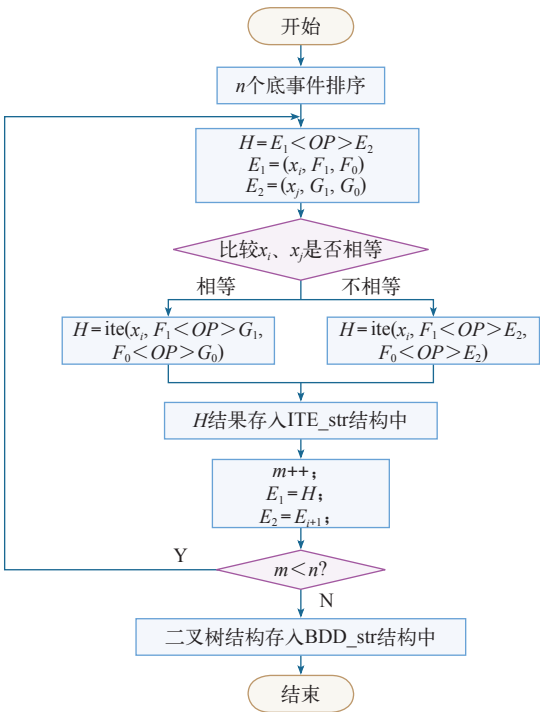 开始
n个底事件排序
H=E₁<OP>E₂
E₁=(xᵢ, F₁, F₀)
E₂=(xⱼ, G₁, G₀)
比较xᵢ、xⱼ是否相等
相等
不相等
H=ite(xᵢ, F₁<OP>G₁,
F₀<OP>G₀)
H=ite(xᵢ, F₁<OP>E₂,
F₀<OP>E₂)
H结果存入ITE_str结构中
m++;
E₁=H;
E₂=Eᵢ₊₁;
Y
m<n?
N
二叉树结构存入BDD_str结构中
结束